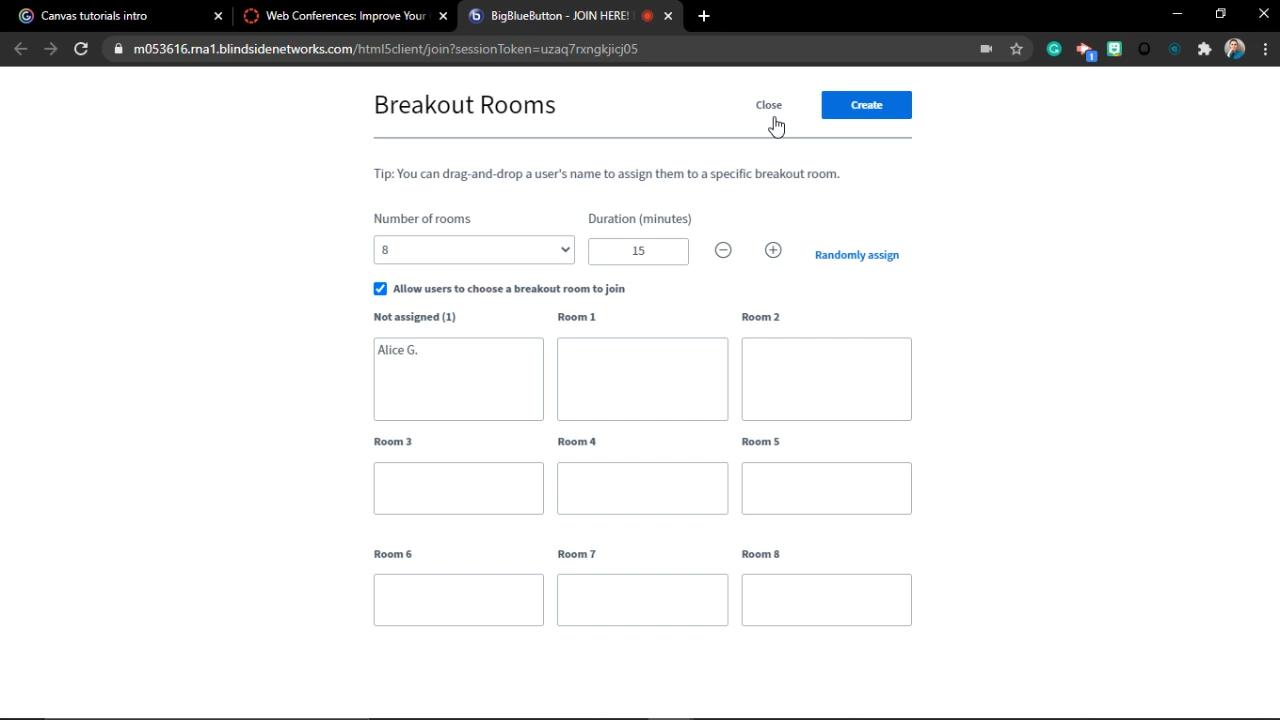 Canvas tutorials intro
Web Conferences: Improve Your
BigBlueButton - JOIN HERE!
m053616.rna1.blindsidenetworks.com/html5client/join?sessionToken=uzaq7rxngkjicj05
1
Breakout Rooms
Close
Create
Tip: You can drag-and-drop a user's name to assign them to a specific breakout room.
Number of rooms
Duration (minutes)
8
15
Randomly assign
Allow users to choose a breakout room to join
Not assigned (1)
Room 1
Room 2
Alice G.
Room 3
Room 4
Room 5
Room 6
Room 7
Room 8